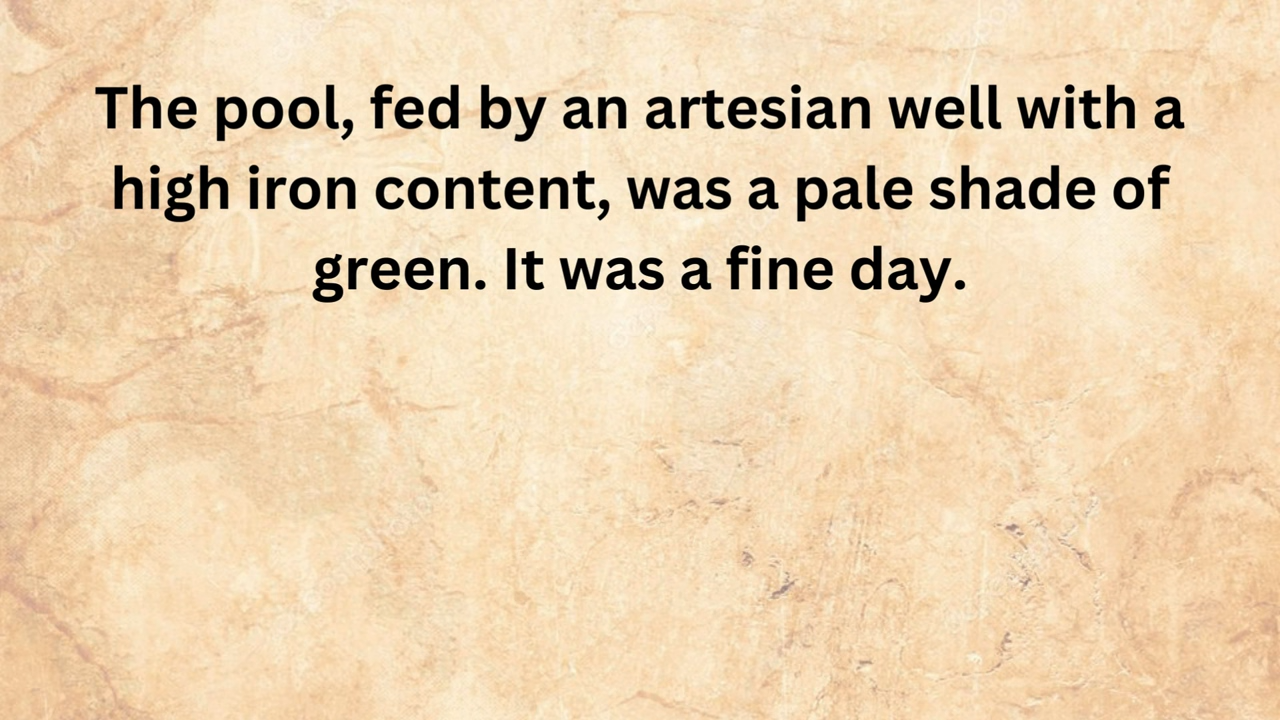 The pool, fed by an artesian well with a
high iron content, was a pale shade of
green. It was a fine day.